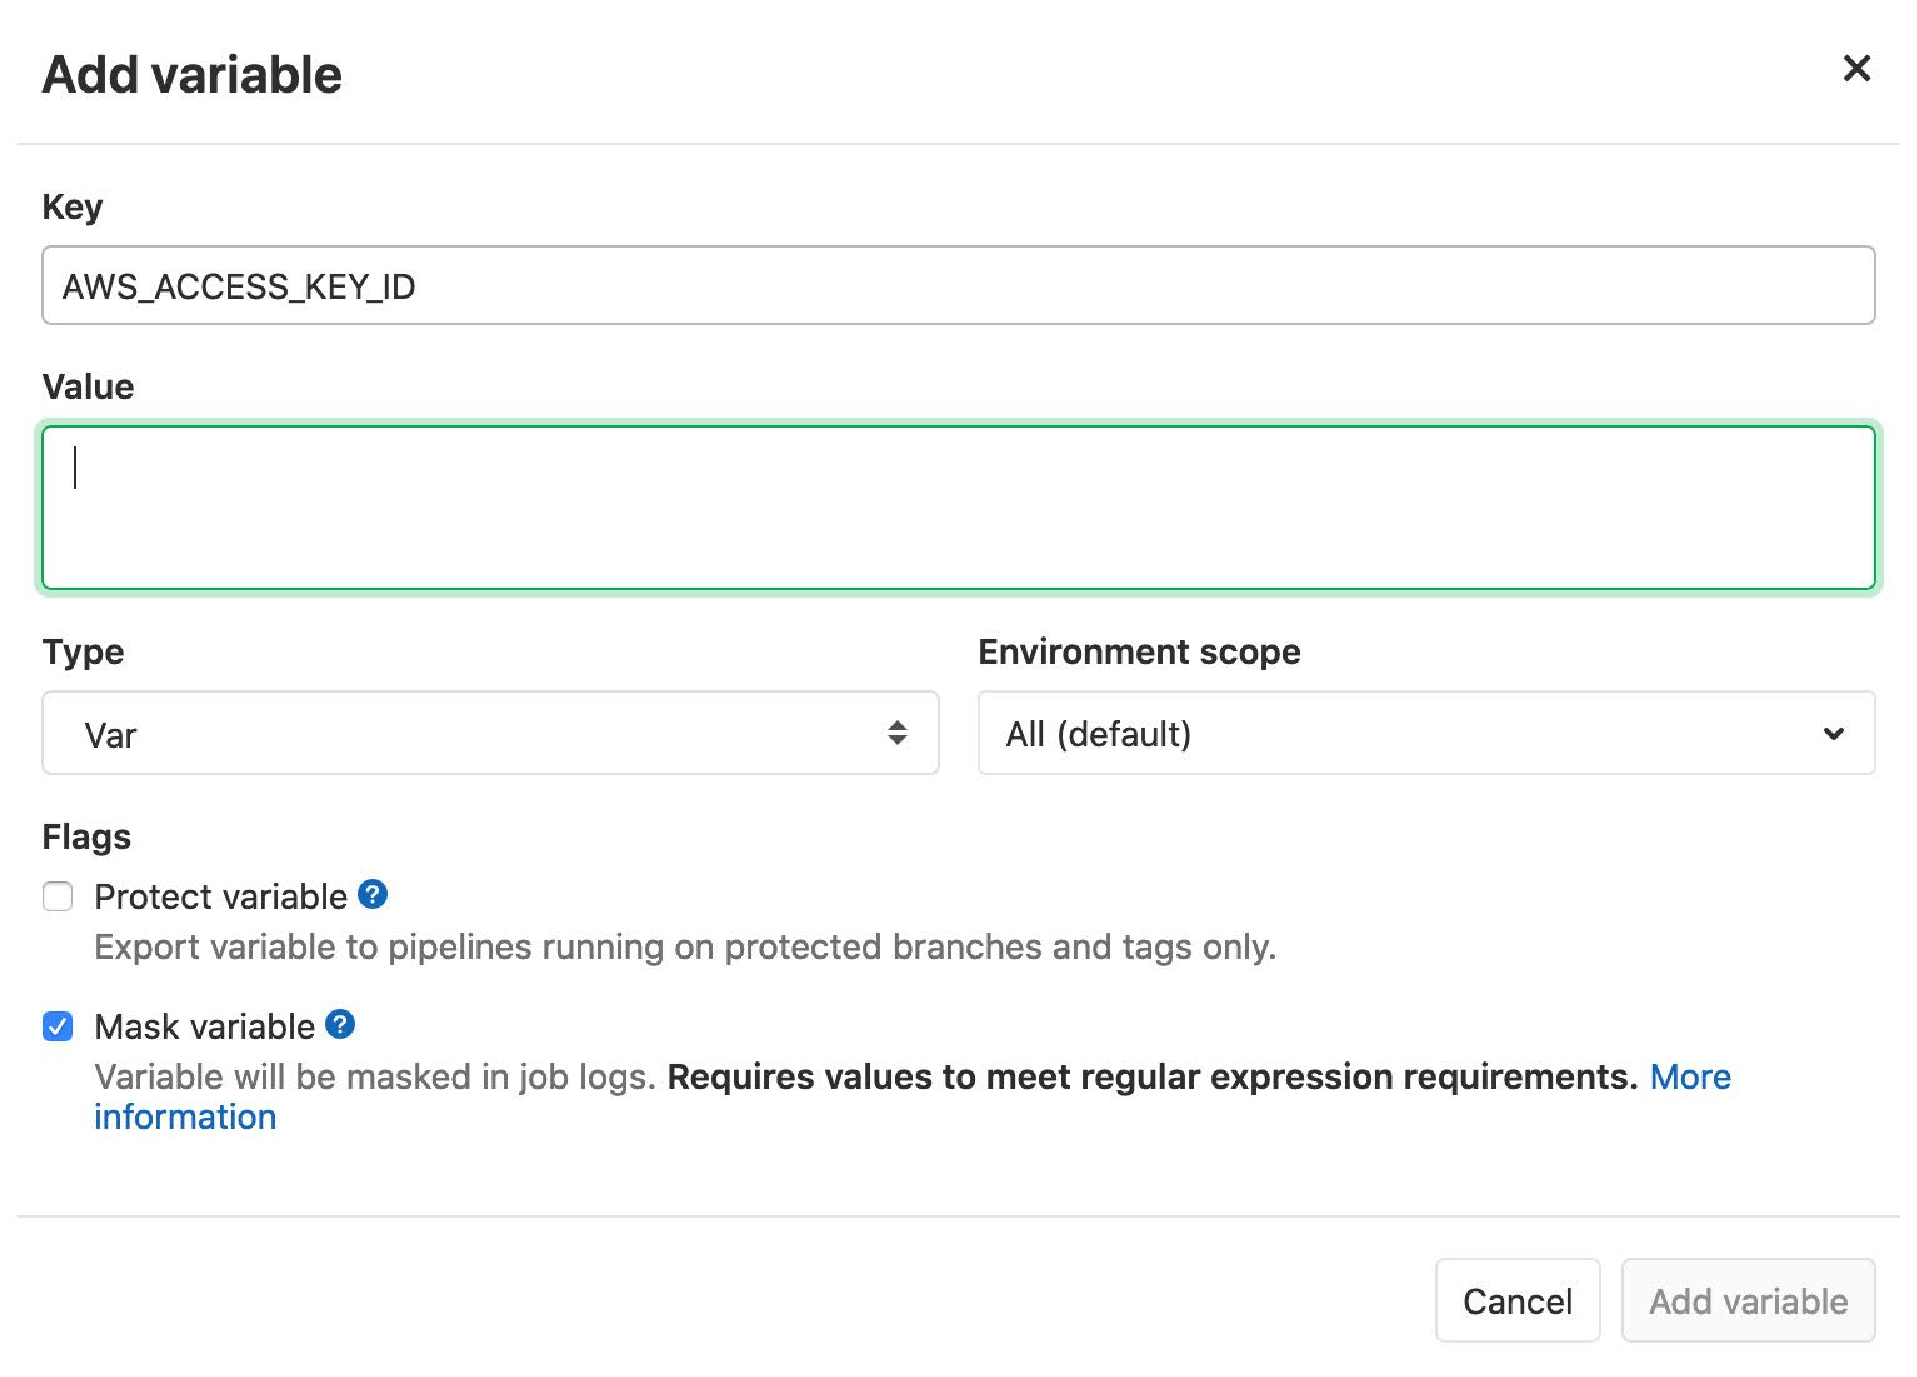 Add variable
Key
AWS_ACCESS_KEY_ID
Value
Type
Environment scope
Var
All (default)
Flags
Protect variable ?
Export variable to pipelines running on protected branches and tags only.
Mask variable ?
Variable will be masked in job logs. Requires values to meet regular expression requirements. More
information
Cancel
Add variable